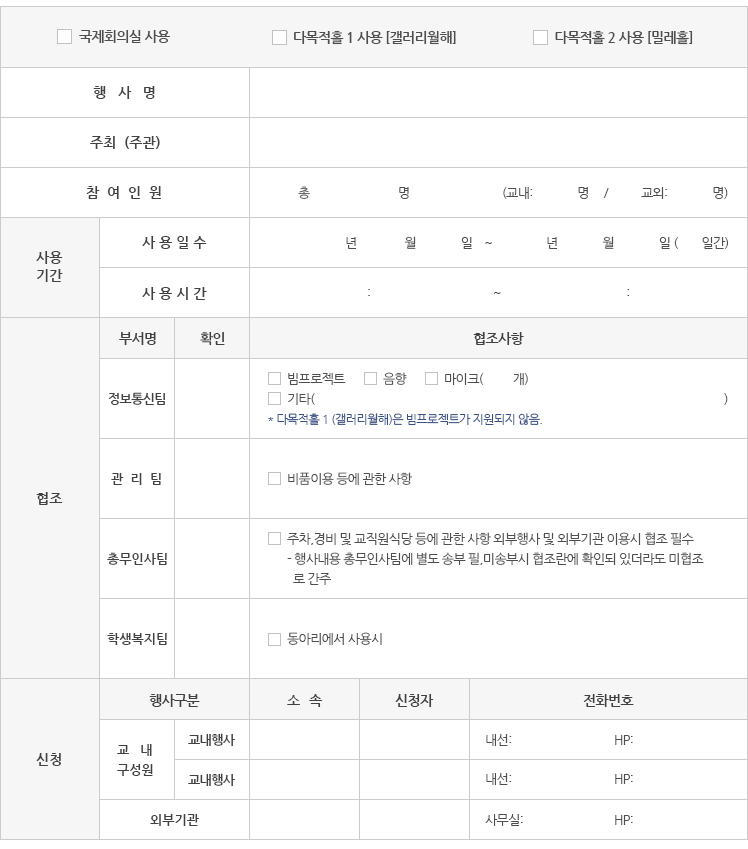 국제회의실 사용 다목적홀 1 사용 [갤러리월해] 다목적홀 2 사용 [밀레홀]
행 사 명
주최 (주관)
참 여 인 원 총 명 (교내: 명 / 교외: 명)
사용
기간
사 용 일 수 년 월 일 ~ 년 월 일 ( 일간)
사 용 시 간 : ~ :
협조
부서명 확인 협조사항
정보통신팀
빔프로젝트 음향 마이크( 개)
기타( )
* 다목적홀 1 (갤러리월해)은 빔프로젝트가 지원되지 않음.
관 리 팀 비품이용 등에 관한 사항
총무인사팀
주차,경비 및 교직원식당 등에 관한 사항 외부행사 및 외부기관 이용시 협조 필수
- 행사내용 총무인사팀에 별도 송부 필,미송부시 협조란에 확인되 있더라도 미협조
로 간주
학생복지팀 동아리에서 사용시
신청
행사구분 소 속 신청자 전화번호
교 내
구성원
교내행사 내선: HP:
교내행사 내선: HP:
외부기관 사무실: HP: